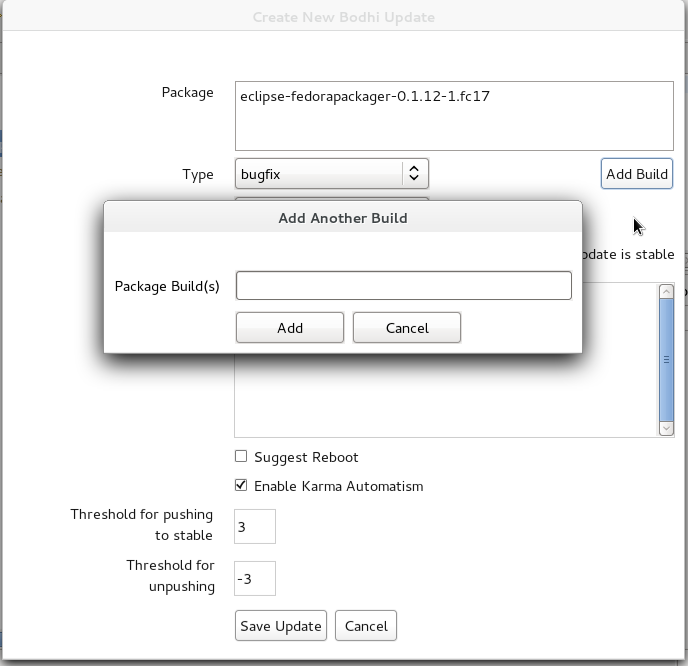 Create New Bodhi Update
Package
eclipse-fedorapackager-0.1.12-1.fc17
Type
bugfix
Add Build
Add Another Build
is stable
Package Build(s)
Add
Cancel
Suggest Reboot
Enable Karma Automatism
Threshold for pushing
to stable
3
Threshold for
unpushing
-3
Save Update
Cancel